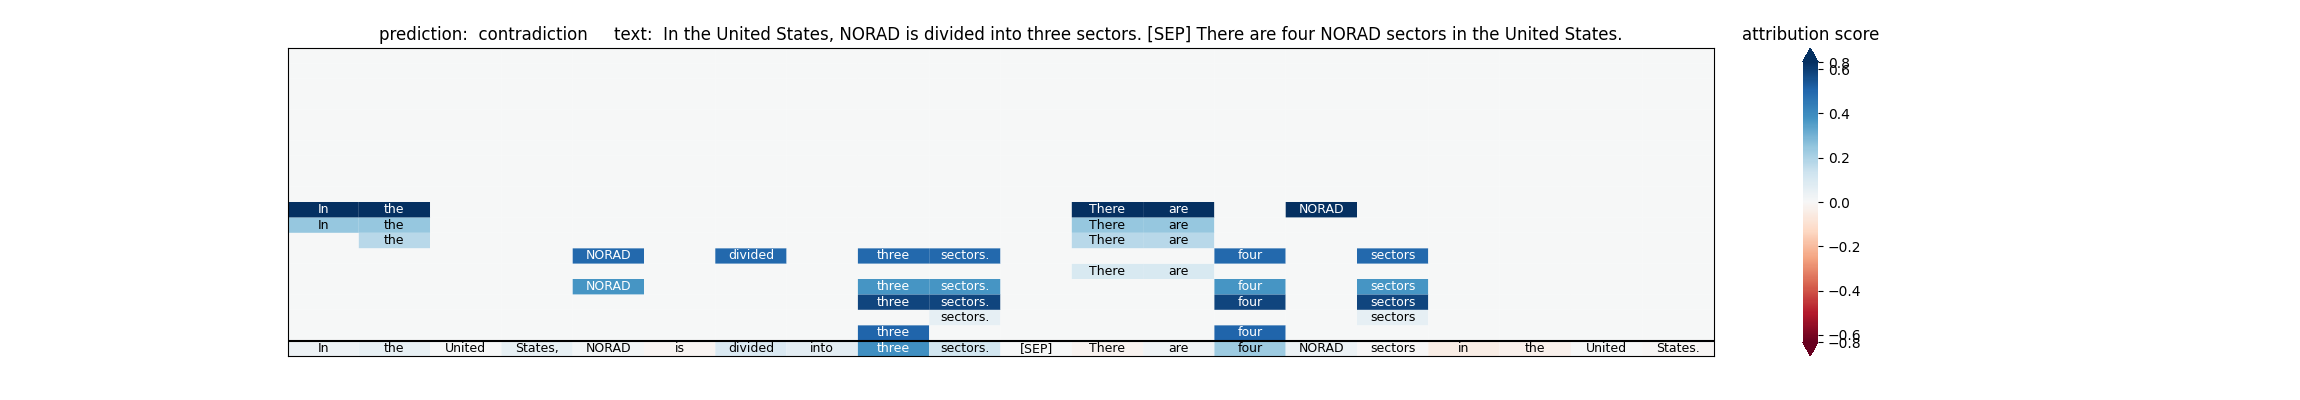 prediction:  contradiction     text:  In the United States, NORAD is divided into three sectors. [SEP] There are four NORAD sectors in the United States.
attribution score
0.8
0.6
0.4
0.2
0.0
−0.2
−0.4
−0.6
−0.8
In the There are NORAD
In the There are
the There are
NORAD divided three sectors. four sectors
There are
NORAD three sectors. four sectors
three sectors. four sectors
sectors. sectors
three four
In the United States, NORAD is divided into three sectors. [SEP] There are four NORAD sectors in the United States.